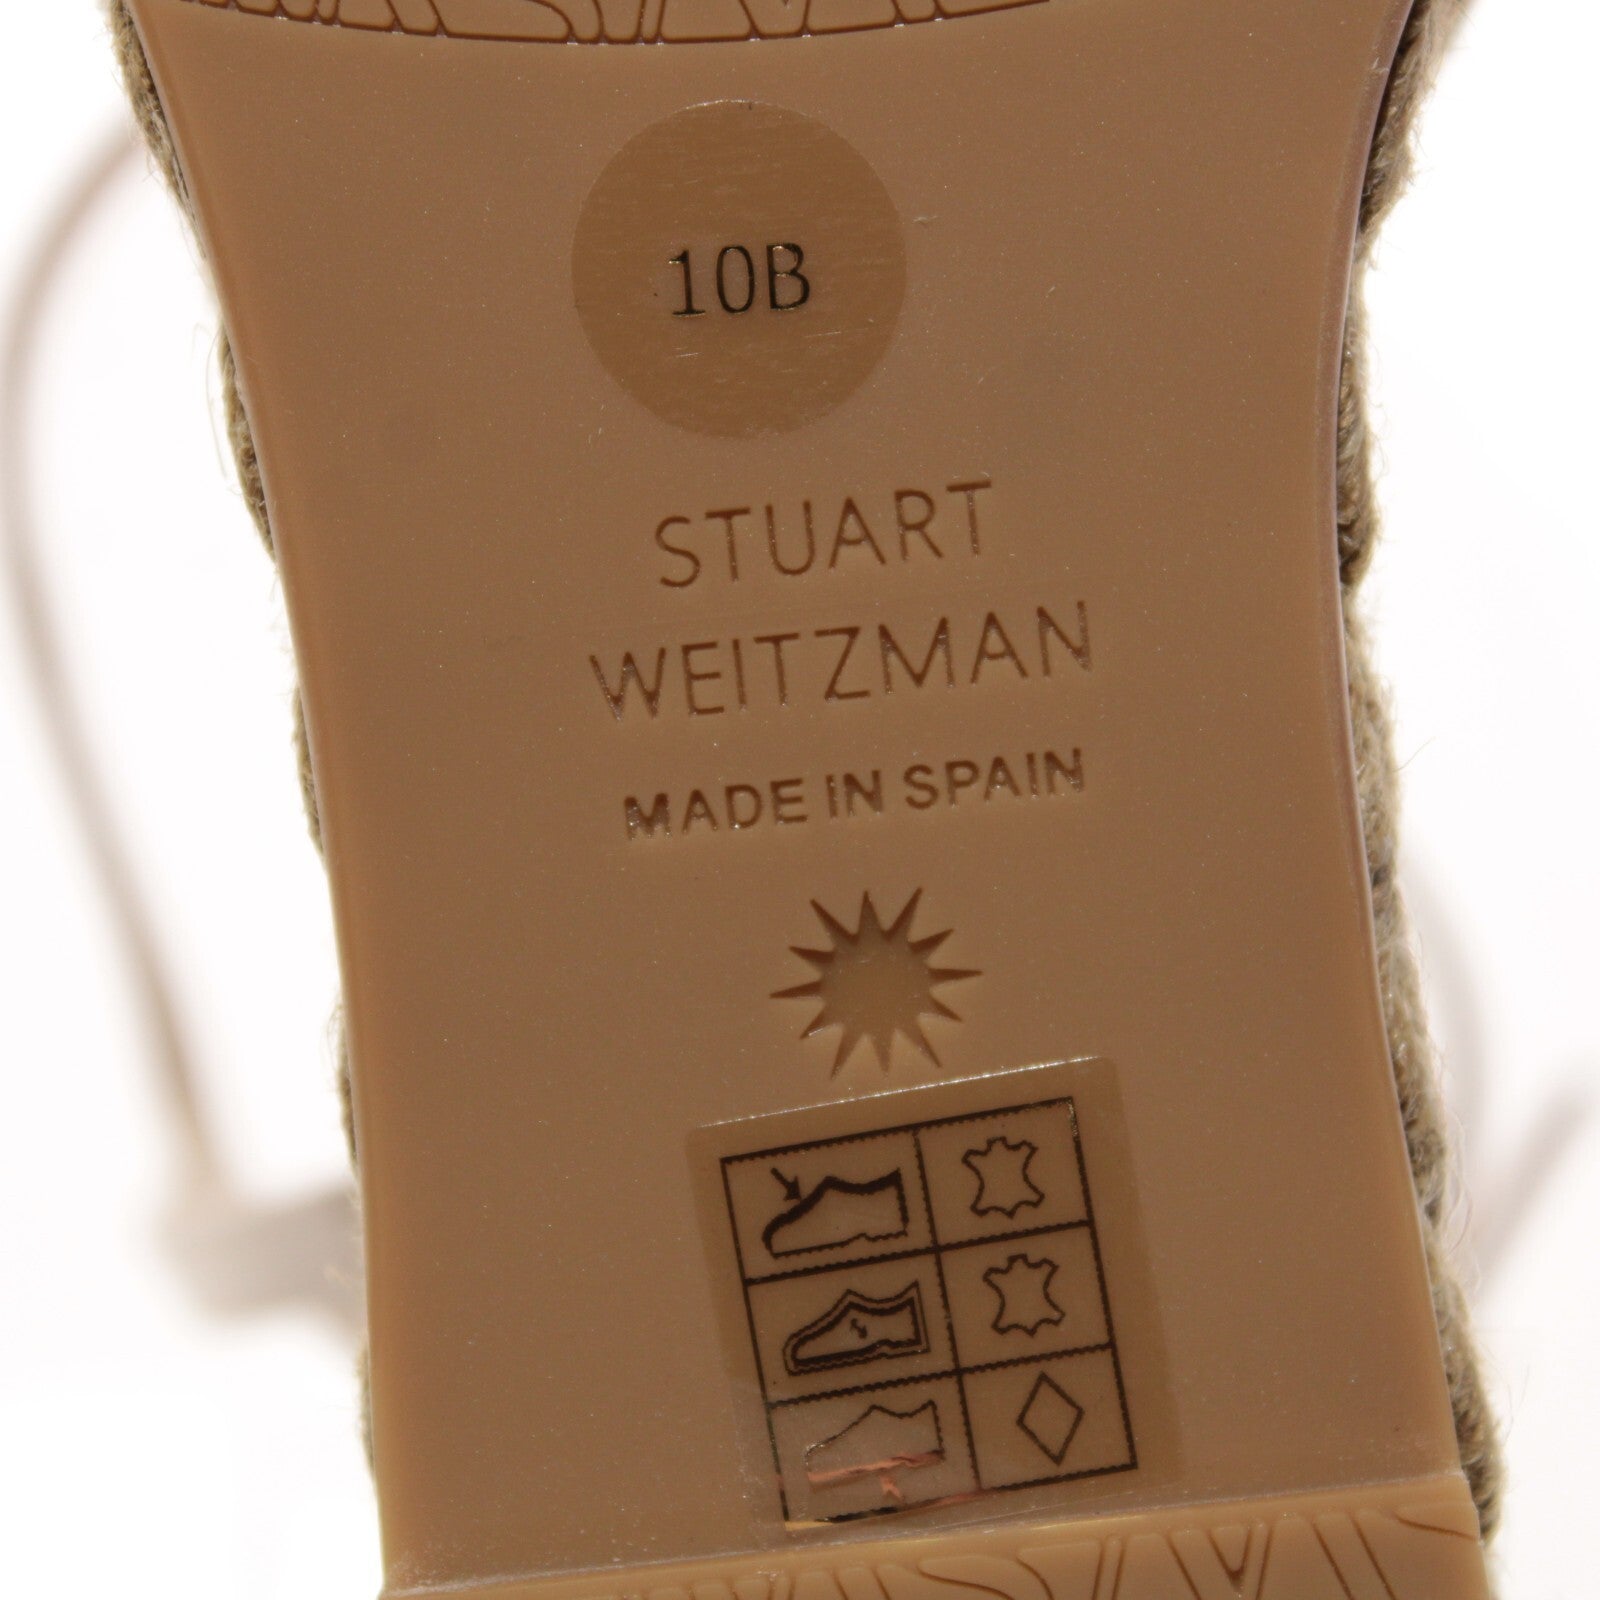 10B
STUART
WEITZMAN
MADE IN SPAIN